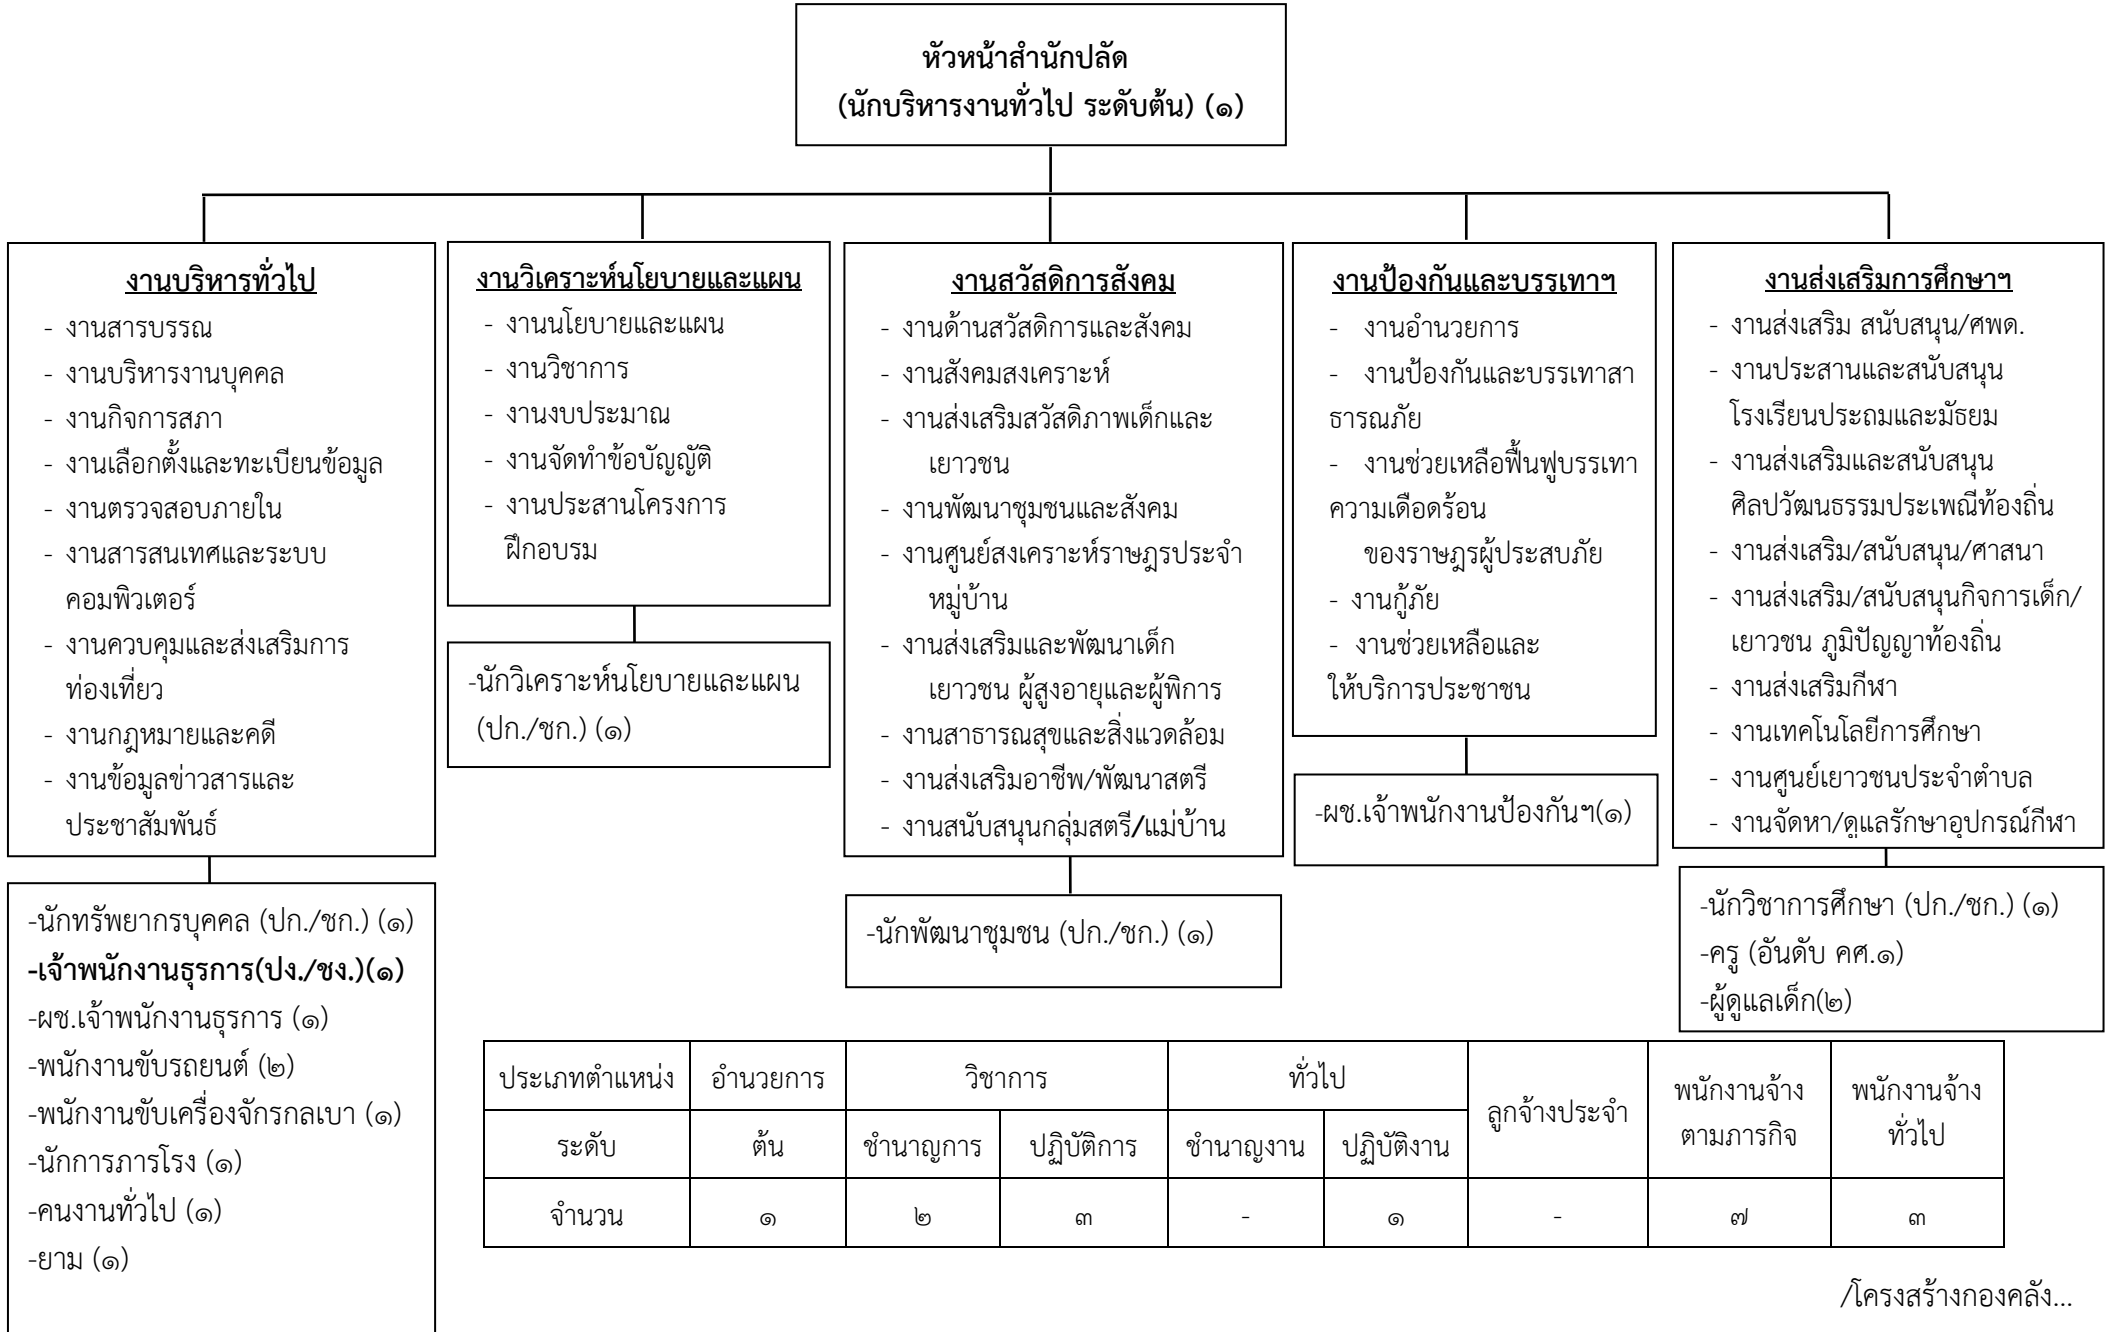 หัวหน้าสำนักปลัด
(นักบริหารงานทั่วไป ระดับต้น) (๑)
งานบริหารทั่วไป
- งานสารบรรณ
- งานบริหารงานบุคคล
- งานกิจการสภา
- งานเลือกตั้งและทะเบียนข้อมูล
- งานตรวจสอบภายใน
- งานสารสนเทศและระบบ
คอมพิวเตอร์
- งานควบคุมและส่งเสริมการ
ท่องเที่ยว
- งานกฎหมายและคดี
- งานข้อมูลข่าวสารและ
ประชาสัมพันธ์
-นักทรัพยากรบุคคล (ปก./ชก.) (๑)
-เจ้าพนักงานธุรการ(ปง./ชง.)(๑)
-ผช.เจ้าพนักงานธุรการ (๑)
-พนักงานขับรถยนต์ (๒)
-พนักงานขับเครื่องจักรกลเบา (๑)
-นักการภารโรง (๑)
-คนงานทั่วไป (๑)
-ยาม (๑)
งานวิเคราะห์นโยบายและแผน
- งานนโยบายและแผน
- งานวิชาการ
- งานงบประมาณ
- งานจัดทำข้อบัญญัติ
- งานประสานโครงการ
ฝึกอบรม
-นักวิเคราะห์นโยบายและแผน
(ปก./ชก.) (๑)
งานสวัสดิการสังคม
- งานด้านสวัสดิการและสังคม
- งานสังคมสงเคราะห์
- งานส่งเสริมสวัสดิภาพเด็กและ
เยาวชน
- งานพัฒนาชุมชนและสังคม
- งานศูนย์สงเคราะห์ราษฎรประจำ
หมู่บ้าน
- งานส่งเสริมและพัฒนาเด็ก
เยาวชน ผู้สูงอายุและผู้พิการ
- งานสาธารณสุขและสิ่งแวดล้อม
- งานส่งเสริมอาชีพ/พัฒนาสตรี
- งานสนับสนุนกลุ่มสตรี/แม่บ้าน
-นักพัฒนาชุมชน (ปก./ชก.) (๑)
งานป้องกันและบรรเทาฯ
- งานอำนวยการ
- งานป้องกันและบรรเทาสา
ธารณภัย
- งานช่วยเหลือฟื้นฟูบรรเทา
ความเดือดร้อน
ของราษฎรผู้ประสบภัย
- งานกู้ภัย
- งานช่วยเหลือและ
ให้บริการประชาชน
-ผช.เจ้าพนักงานป้องกันฯ(๑)
งานส่งเสริมการศึกษาฯ
- งานส่งเสริม สนับสนุน/ศพด.
- งานประสานและสนับสนุน
โรงเรียนประถมและมัธยม
- งานส่งเสริมและสนับสนุน
ศิลปวัฒนธรรมประเพณีท้องถิ่น
- งานส่งเสริม/สนับสนุน/ศาสนา
- งานส่งเสริม/สนับสนุนกิจการเด็ก/
เยาวชน ภูมิปัญญาท้องถิ่น
- งานส่งเสริมกีฬา
- งานเทคโนโลยีการศึกษา
- งานศูนย์เยาวชนประจำตำบล
- งานจัดหา/ดูแลรักษาอุปกรณ์กีฬา
-นักวิชาการศึกษา (ปก./ชก.) (๑)
-ครู (อันดับ คศ.๑)
-ผู้ดูแลเด็ก(๒)
ประเภทตำแหน่ง อำนวยการ วิชาการ ทั่วไป ลูกจ้างประจำ พนักงานจ้าง ตามภารกิจ พนักงานจ้าง ทั่วไป
ระดับ ต้น ชำนาญการ ปฏิบัติการ ชำนาญงาน ปฏิบัติงาน
จำนวน ๑ ๒ ๓ - ๑ - ๗ ๓
/โครงสร้างกองคลัง...